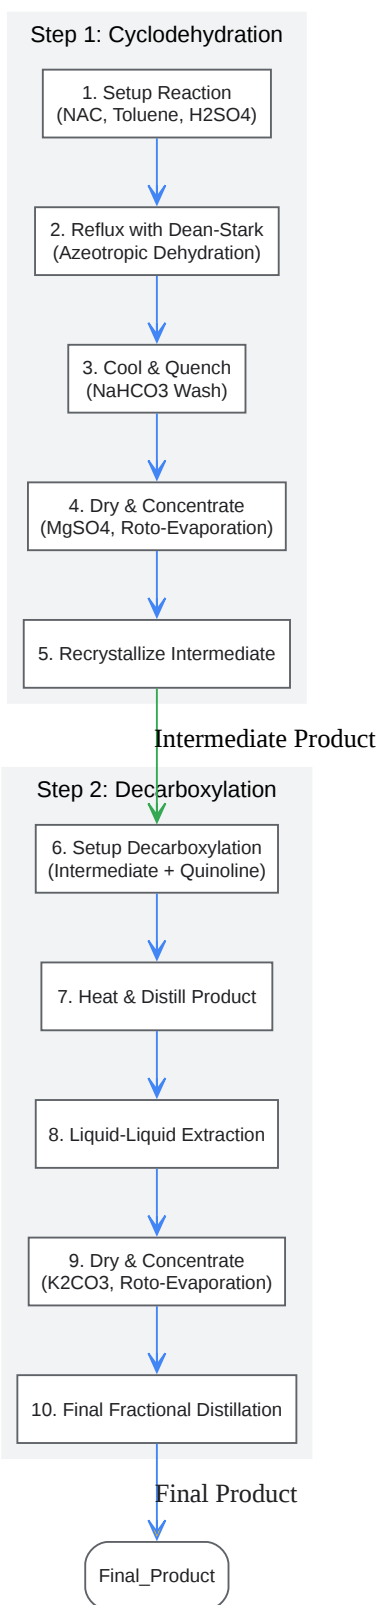 Step 1: Cyclodehydration
1. Setup Reaction
(NAC, Toluene, H2SO4)
2. Reflux with Dean-Stark
(Azeotropic Dehydration)
3. Cool & Quench
(NaHCO3 Wash)
4. Dry & Concentrate
(MgSO4, Roto-Evaporation)
5. Recrystallize Intermediate
Intermediate Product
Step 2: Decarboxylation
6. Setup Decarboxylation
(Intermediate + Quinoline)
7. Heat & Distill Product
8. Liquid-Liquid Extraction
9. Dry & Concentrate
(K2CO3, Roto-Evaporation)
10. Final Fractional Distillation
Final Product
Final_Product